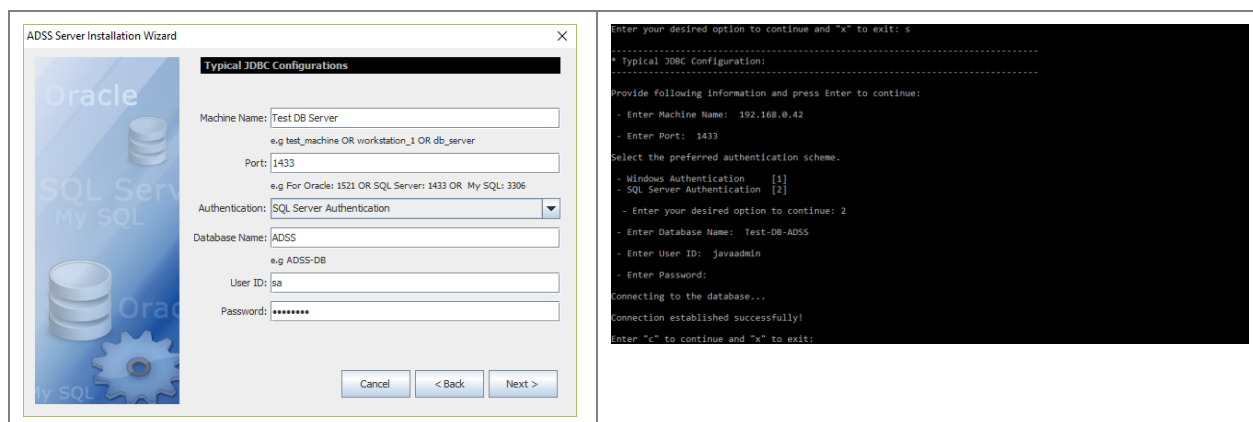 ADSS Server Installation Wizard
Typical JDBC Configurations
Oracle
SQL Serv
My SQL
Orac
My SQL
Machine Name: Test DB Server
e.g test_machine OR workstation_1 OR db_server
Port: 1433
e.g For Oracle: 1521 OR SQL Server: 1433 OR My SQL: 3306
Authentication: SQL Server Authentication
Database Name: ADSS
e.g ADSS-DB
User ID: sa
Password: ••••••••
Cancel < Back Next >
Enter your desired option to continue and "x" to exit: s
--------------------------------------------------------------------------------
* Typical JDBC Configuration:
--------------------------------------------------------------------------------
Provide following information and press Enter to continue:
- Enter Machine Name: 192.168.0.42
- Enter Port: 1433
Select the preferred authentication scheme.
- Windows Authentication [1]
- SQL Server Authentication [2]
- Enter your desired option to continue: 2
- Enter Database Name: Test-DB-ADSS
- Enter User ID: javaadmin
- Enter Password:
Connecting to the database...
Connection established successfully!
Enter "c" to continue and "x" to exit: